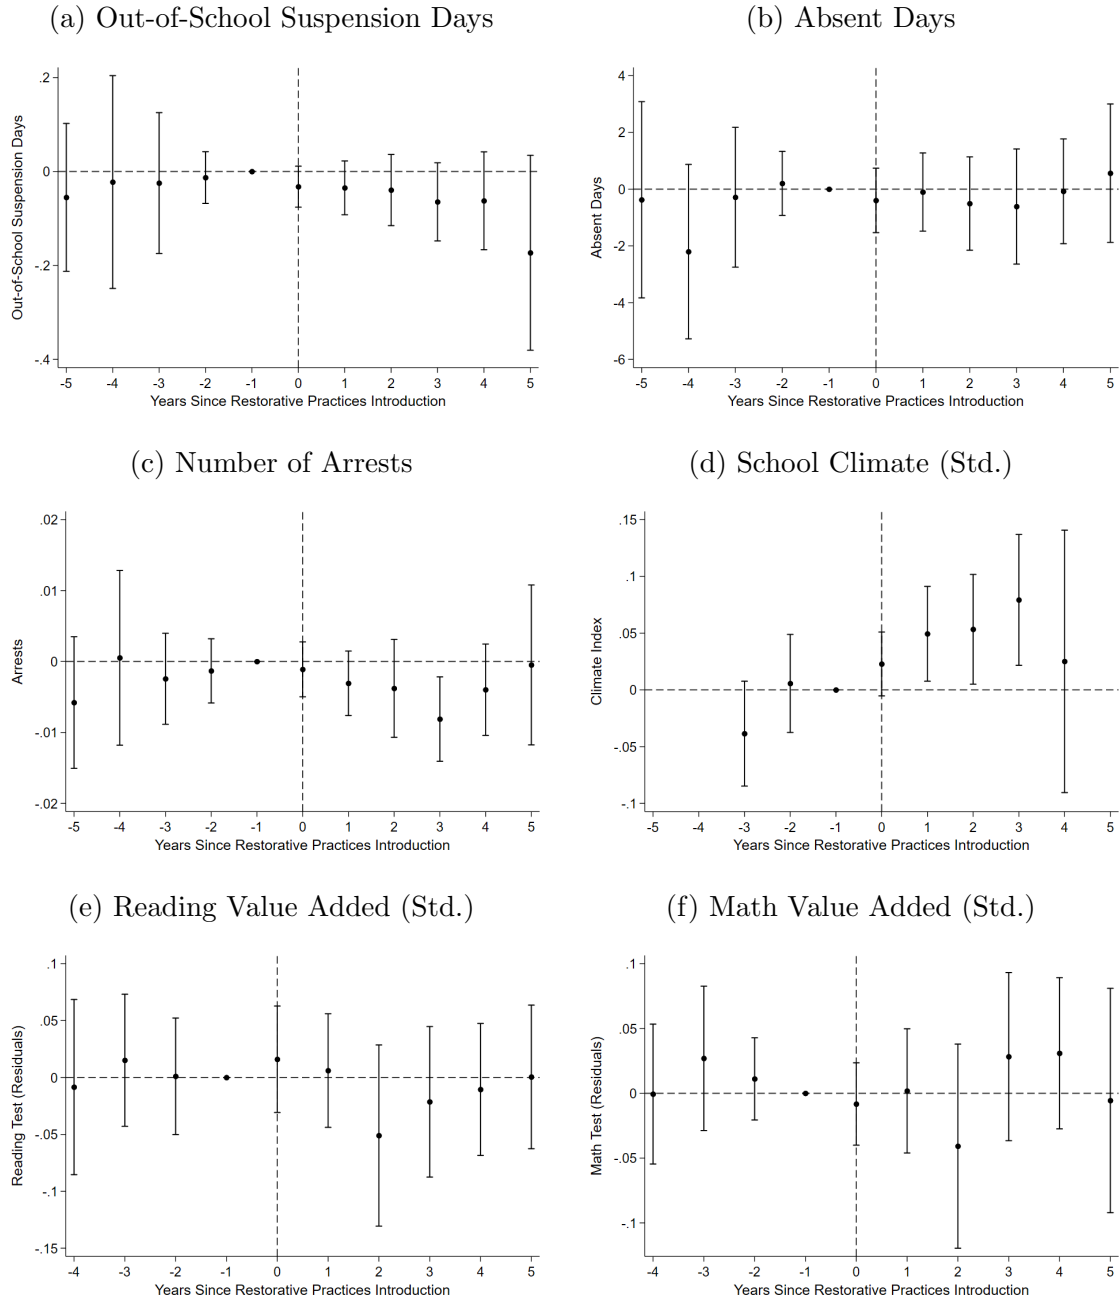 (a) Out-of-School Suspension Days
Out-of-School Suspension Days
.2
0
-.2
-.4
-5 -4 -3 -2 -1 0 1 2 3 4 5
Years Since Restorative Practices Introduction
(b) Absent Days
Absent Days
4
2
0
-2
-4
-6
-5 -4 -3 -2 -1 0 1 2 3 4 5
Years Since Restorative Practices Introduction
(c) Number of Arrests
Arrests
.02
.01
0
-.01
-.02
-5 -4 -3 -2 -1 0 1 2 3 4 5
Years Since Restorative Practices Introduction
(d) School Climate (Std.)
Climate Index
.15
.1
.05
0
-.05
-.1
-5 -4 -3 -2 -1 0 1 2 3 4 5
Years Since Restorative Practices Introduction
(e) Reading Value Added (Std.)
Reading Test (Residuals)
.1
.05
0
-.05
-.1
-.15
-4 -3 -2 -1 0 1 2 3 4 5
Years Since Restorative Practices Introduction
(f) Math Value Added (Std.)
Math Test (Residuals)
.1
.05
0
-.05
-.1
-4 -3 -2 -1 0 1 2 3 4 5
Years Since Restorative Practices Introduction